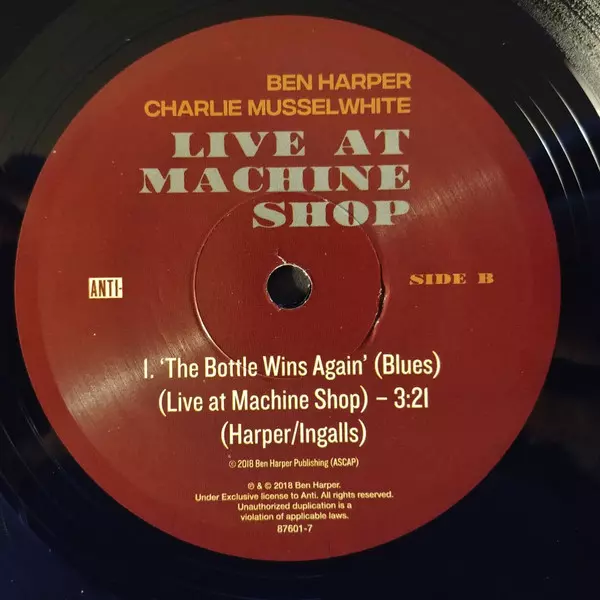 BEN HARPER
CHARLIE MUSSELWHITE
LIVE AT
MACHINE
SHOP
ANTI-
SIDE B
1. ‘The Bottle Wins Again’ (Blues)
(Live at Machine Shop) – 3:21
(Harper/Ingalls)
© 2018 Ben Harper Publishing (ASCAP)
℗ & © 2018 Ben Harper.
Under Exclusive license to Anti. All rights reserved.
Unauthorized duplication is a
violation of applicable laws.
87601-7